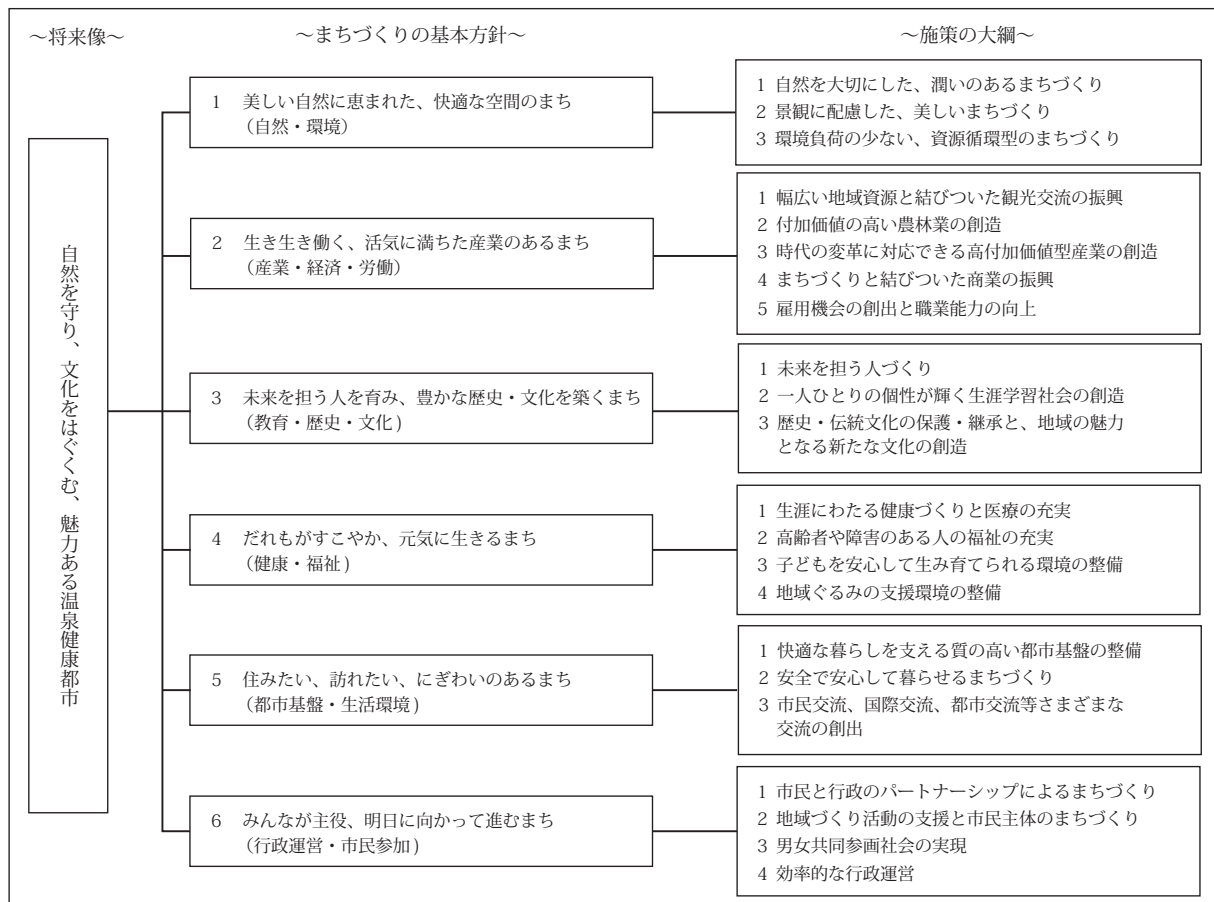 ～将来像～
～まちづくりの基本方針～
～施策の大綱～
自然を守り、文化をはぐくむ、魅力ある温泉健康都市
1 美しい自然に恵まれた、快適な空間のまち
（自然・環境）
1 自然を大切にした、潤いのあるまちづくり
2 景観に配慮した、美しいまちづくり
3 環境負荷の少ない、資源循環型のまちづくり
2 生き生き働く、活気に満ちた産業のあるまち
（産業・経済・労働）
1 幅広い地域資源と結びついた観光交流の振興
2 付加価値の高い農林業の創造
3 時代の変革に対応できる高付加価値型産業の創造
4 まちづくりと結びついた商業の振興
5 雇用機会の創出と職業能力の向上
3 未来を担う人を育み、豊かな歴史・文化を築くまち
（教育・歴史・文化)
1 未来を担う人づくり
2 一人ひとりの個性が輝く生涯学習社会の創造
3 歴史・伝統文化の保護・継承と、地域の魅力
となる新たな文化の創造
4 だれもがすこやか、元気に生きるまち
（健康・福祉)
1 生涯にわたる健康づくりと医療の充実
2 高齢者や障害のある人の福祉の充実
3 子どもを安心して生み育てられる環境の整備
4 地域ぐるみの支援環境の整備
5 住みたい、訪れたい、にぎわいのあるまち
（都市基盤・生活環境)
1 快適な暮らしを支える質の高い都市基盤の整備
2 安全で安心して暮らせるまちづくり
3 市民交流、国際交流、都市交流等さまざまな
交流の創出
6 みんなが主役、明日に向かって進むまち
（行政運営・市民参加)
1 市民と行政のパートナーシップによるまちづくり
2 地域づくり活動の支援と市民主体のまちづくり
3 男女共同参画社会の実現
4 効率的な行政運営